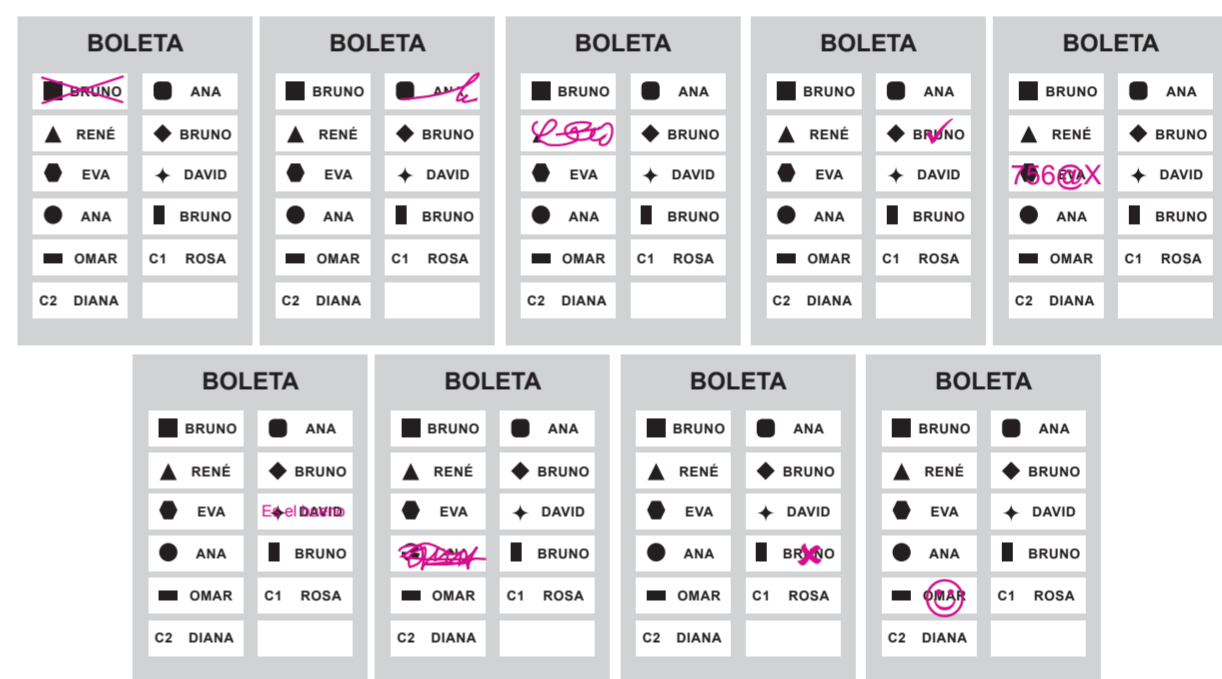 BOLETA
BRUNO ANA
RENÉ BRUNO
EVA DAVID
ANA BRUNO
OMAR C1 ROSA
C2 DIANA
BOLETA
BRUNO ANA
RENÉ BRUNO
EVA DAVID
ANA BRUNO
OMAR C1 ROSA
C2 DIANA
BOLETA
BRUNO ANA
BRUNO
EVA DAVID
ANA BRUNO
OMAR C1 ROSA
C2 DIANA
BOLETA
BRUNO ANA
RENÉ BRUNO
EVA DAVID
ANA BRUNO
OMAR C1 ROSA
C2 DIANA
BOLETA
BRUNO ANA
RENÉ BRUNO
756@X EVA DAVID
ANA BRUNO
OMAR C1 ROSA
C2 DIANA
BOLETA
BRUNO ANA
RENÉ BRUNO
EVA Es el bueno DAVID
ANA BRUNO
OMAR C1 ROSA
C2 DIANA
BOLETA
BRUNO ANA
RENÉ BRUNO
EVA DAVID
BRUNO
OMAR C1 ROSA
C2 DIANA
BOLETA
BRUNO ANA
RENÉ BRUNO
EVA DAVID
ANA BRUNO
OMAR C1 ROSA
C2 DIANA
BOLETA
BRUNO ANA
RENÉ BRUNO
EVA DAVID
ANA BRUNO
OMAR C1 ROSA
C2 DIANA